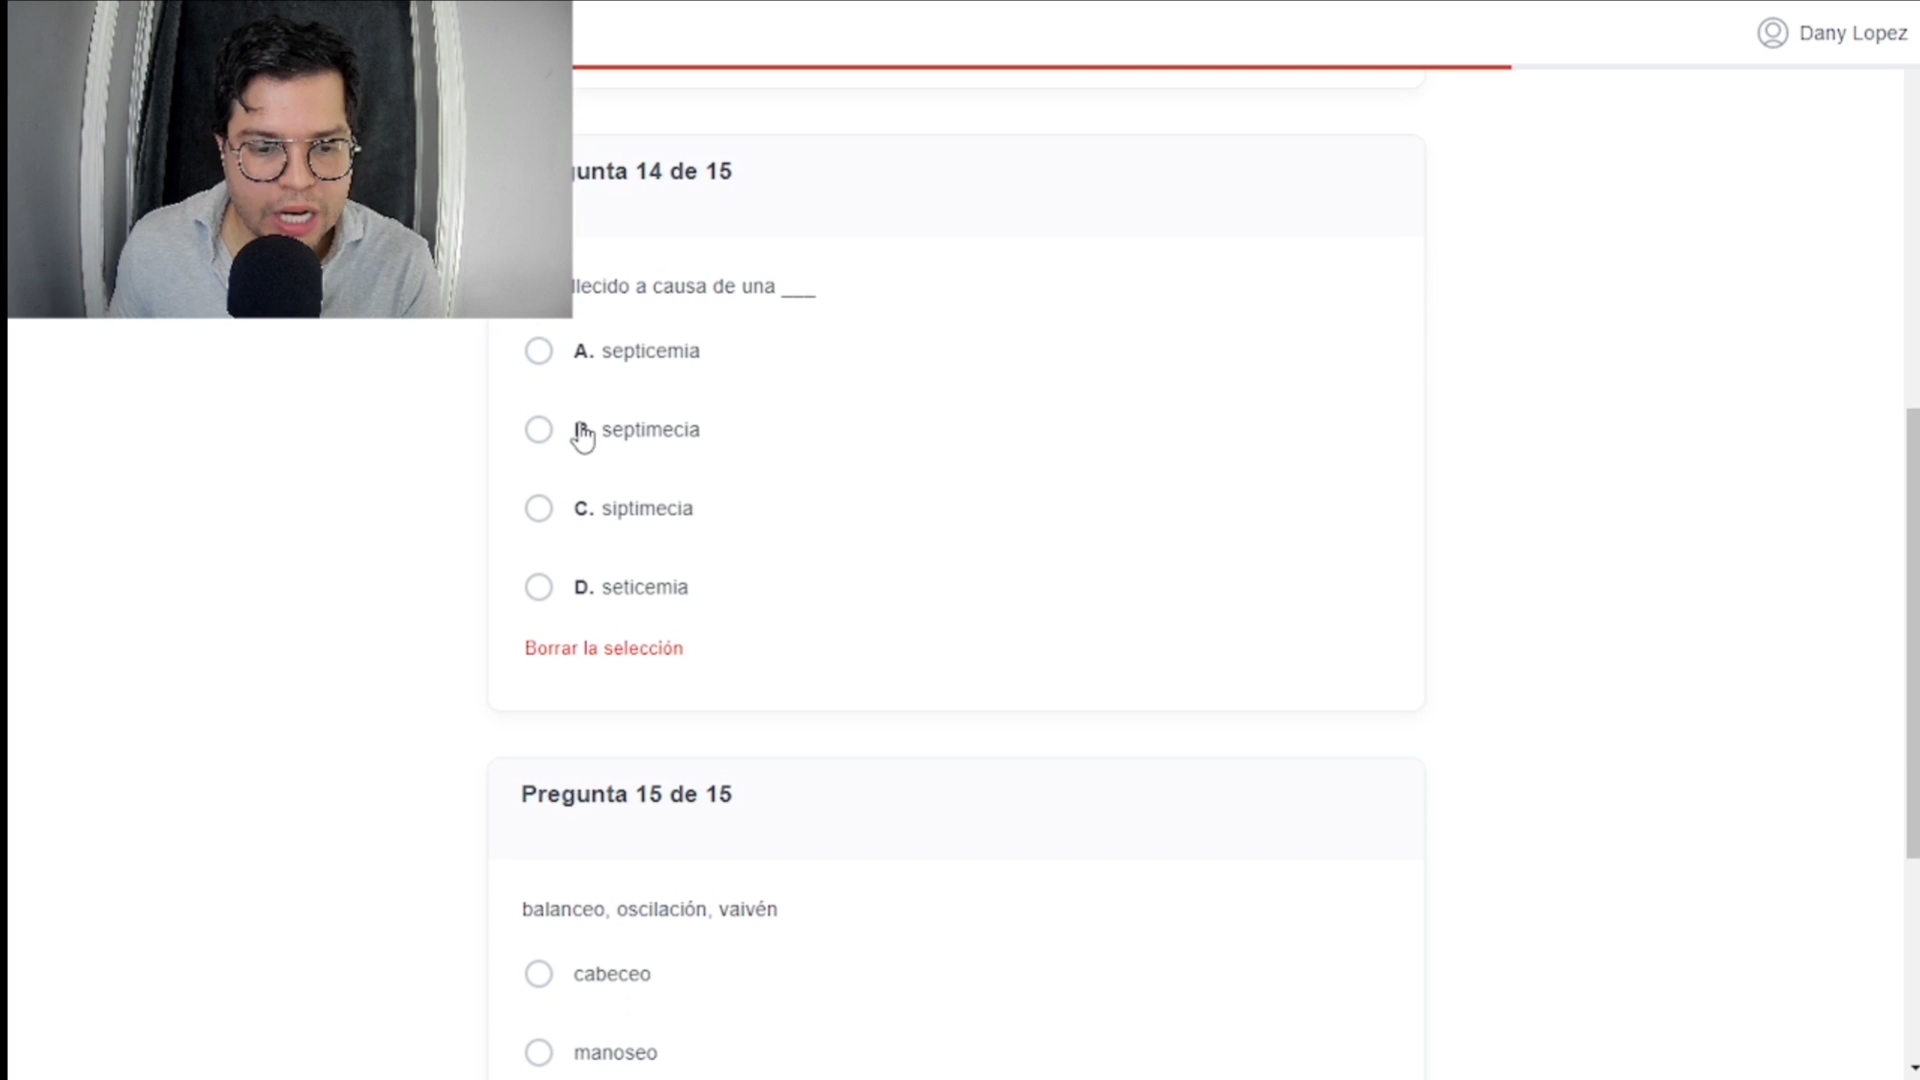 Dany Lopez
unta 14 de 15
llecido a causa de una ___
A. septicemia
septimecia
C. siptimecia
D. seticemia
Borrar la selección
Pregunta 15 de 15
balanceo, oscilación, vaivén
cabeceo
manoseo